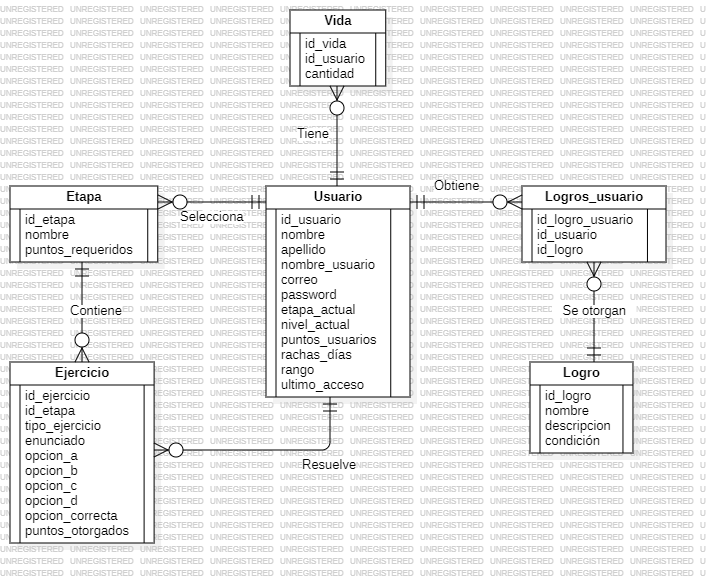 Vida
id_vida
id_usuario
cantidad
Tiene
Etapa
id_etapa
nombre
puntos_requeridos
Selecciona
Usuario
id_usuario
nombre
apellido
nombre_usuario
correo
password
etapa_actual
nivel_actual
puntos_usuarios
rachas_días
rango
ultimo_acceso
Obtiene
Logros_usuario
id_logro_usuario
id_usuario
id_logro
Contiene
Se otorgan
Ejercicio
id_ejercicio
id_etapa
tipo_ejercicio
enunciado
opcion_a
opcion_b
opcion_c
opcion_d
opcion_correcta
puntos_otorgados
Logro
id_logro
nombre
descripcion
condición
Resuelve
UNREGISTERED